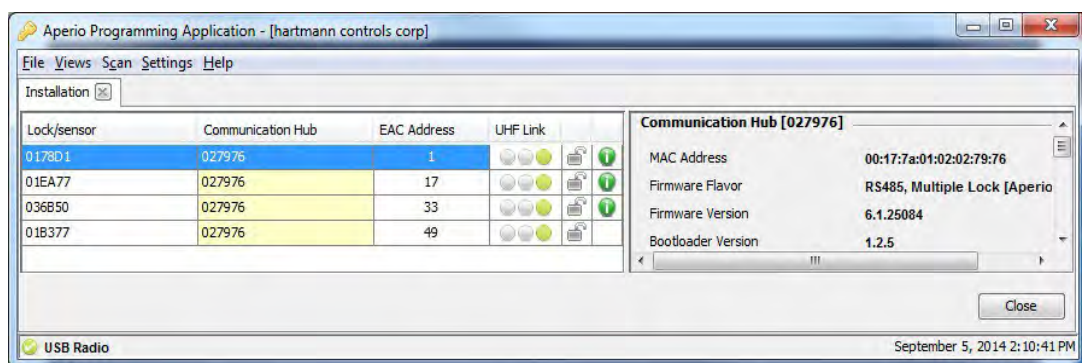 Aperio Programming Application - [hartmann controls corp]
File Views Scan Settings Help
Installation
Lock/sensor Communication Hub EAC Address UHF Link
0178D1 027976 1
01EA77 027976 17
036B50 027976 33
01B377 027976 49
Communication Hub [027976]
MAC Address 00:17:7a:01:02:02:79:76
Firmware Flavor RS485, Multiple Lock [Aperio
Firmware Version 6.1.25084
Bootloader Version 1.2.5
Close
USB Radio September 5, 2014 2:10:41 PM